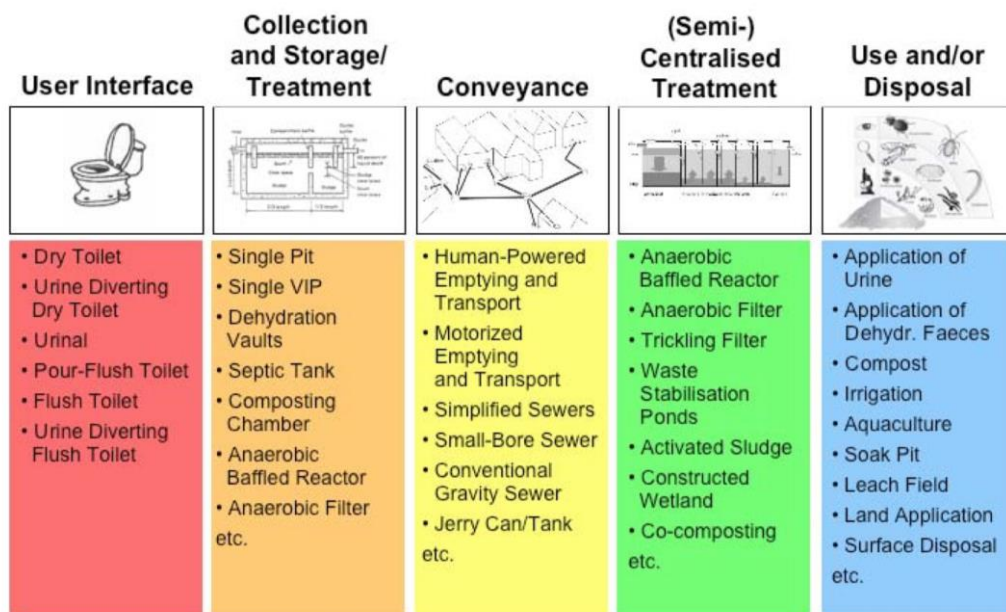 User Interface
Collection
and Storage/
Treatment
Conveyance
(Semi-)
Centralised
Treatment
Use and/or
Disposal
• Dry Toilet
• Urine Diverting
Dry Toilet
• Urinal
• Pour-Flush Toilet
• Flush Toilet
• Urine Diverting
Flush Toilet
• Single Pit
• Single VIP
• Dehydration
Vaults
• Septic Tank
• Composting
Chamber
• Anaerobic
Baffled Reactor
• Anaerobic Filter
etc.
• Human-Powered
Emptying and
Transport
• Motorized
Emptying
and Transport
• Simplified Sewers
• Small-Bore Sewer
• Conventional
Gravity Sewer
• Jerry Can/Tank
etc.
• Anaerobic
Baffled Reactor
• Anaerobic Filter
• Trickling Filter
• Waste
Stabilisation
Ponds
• Activated Sludge
• Constructed
Wetland
• Co-composting
etc.
• Application of
Urine
• Application of
Dehydr. Faeces
• Compost
• Irrigation
• Aquaculture
• Soak Pit
• Leach Field
• Land Application
• Surface Disposal
etc.